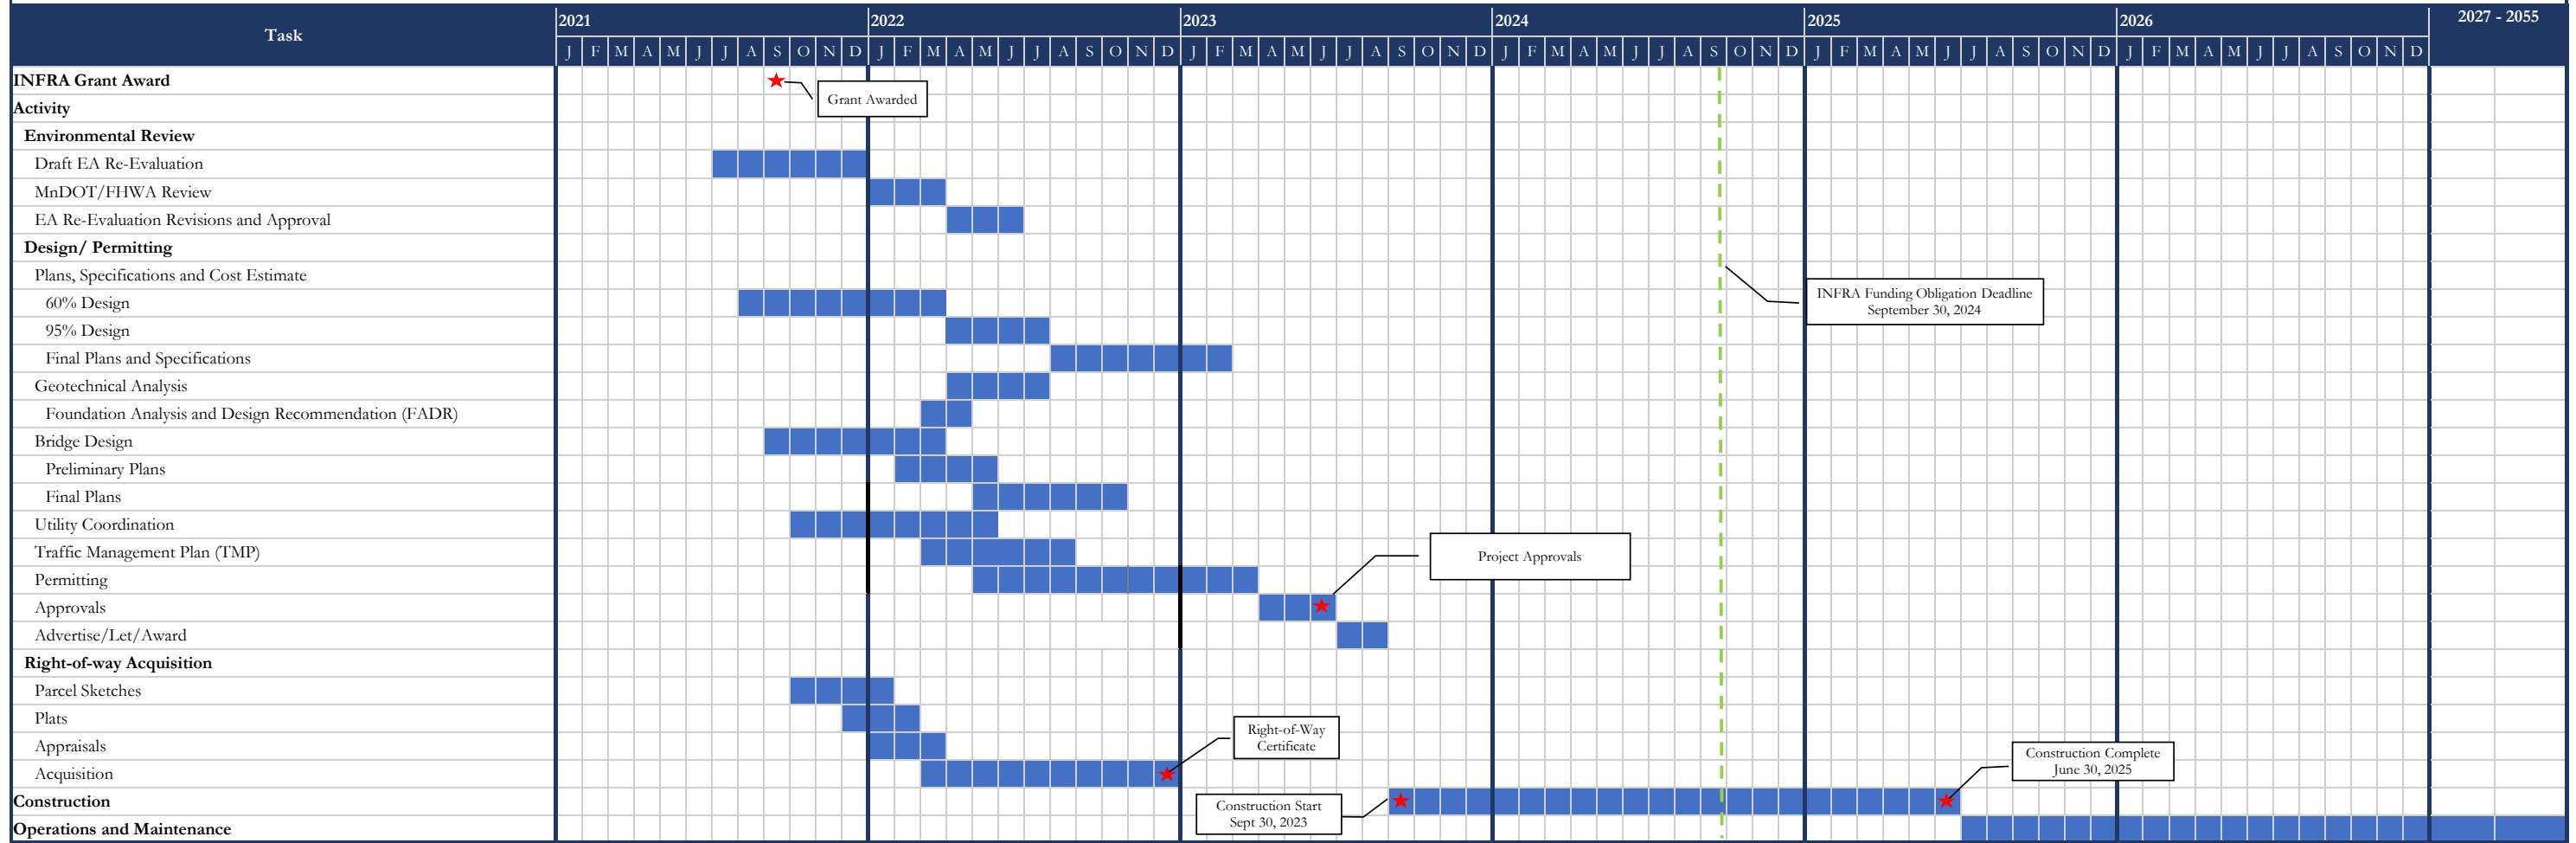 Task
2021 2022 2023 2024 2025 2026 2027 - 2055
J F M A M J J A S O N D J F M A M J J A S O N D J F M A M J J A S O N D J F M A M J J A S O N D J F M A M J J A S O N D J F M A M J J A S O N D
INFRA Grant Award
Grant Awarded
Activity
Environmental Review
Draft EA Re-Evaluation
MnDOT/FHWA Review
EA Re-Evaluation Revisions and Approval
Design/ Permitting
Plans, Specifications and Cost Estimate
INFRA Funding Obligation Deadline
September 30, 2024
60% Design
95% Design
Final Plans and Specifications
Geotechnical Analysis
Foundation Analysis and Design Recommendation (FADR)
Bridge Design
Preliminary Plans
Final Plans
Utility Coordination
Traffic Management Plan (TMP)
Project Approvals
Permitting
Approvals
Advertise/Let/Award
Right-of-way Acquisition
Parcel Sketches
Plats
Right-of-Way
Certificate
Appraisals
Acquisition
Construction Complete
June 30, 2025
Construction
Construction Start
Sept 30, 2023
Operations and Maintenance